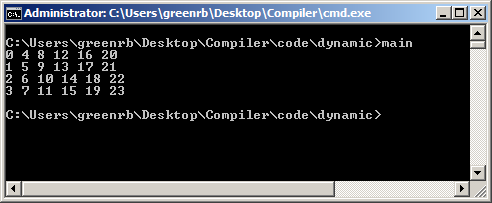 Administrator: C:\Users\greenrb\Desktop\Compiler\cmd.exe
C:\Users\greenrb\Desktop\Compiler\code\dynamic>main
0 4 8 12 16 20
1 5 9 13 17 21
2 6 10 14 18 22
3 7 11 15 19 23
C:\Users\greenrb\Desktop\Compiler\code\dynamic>